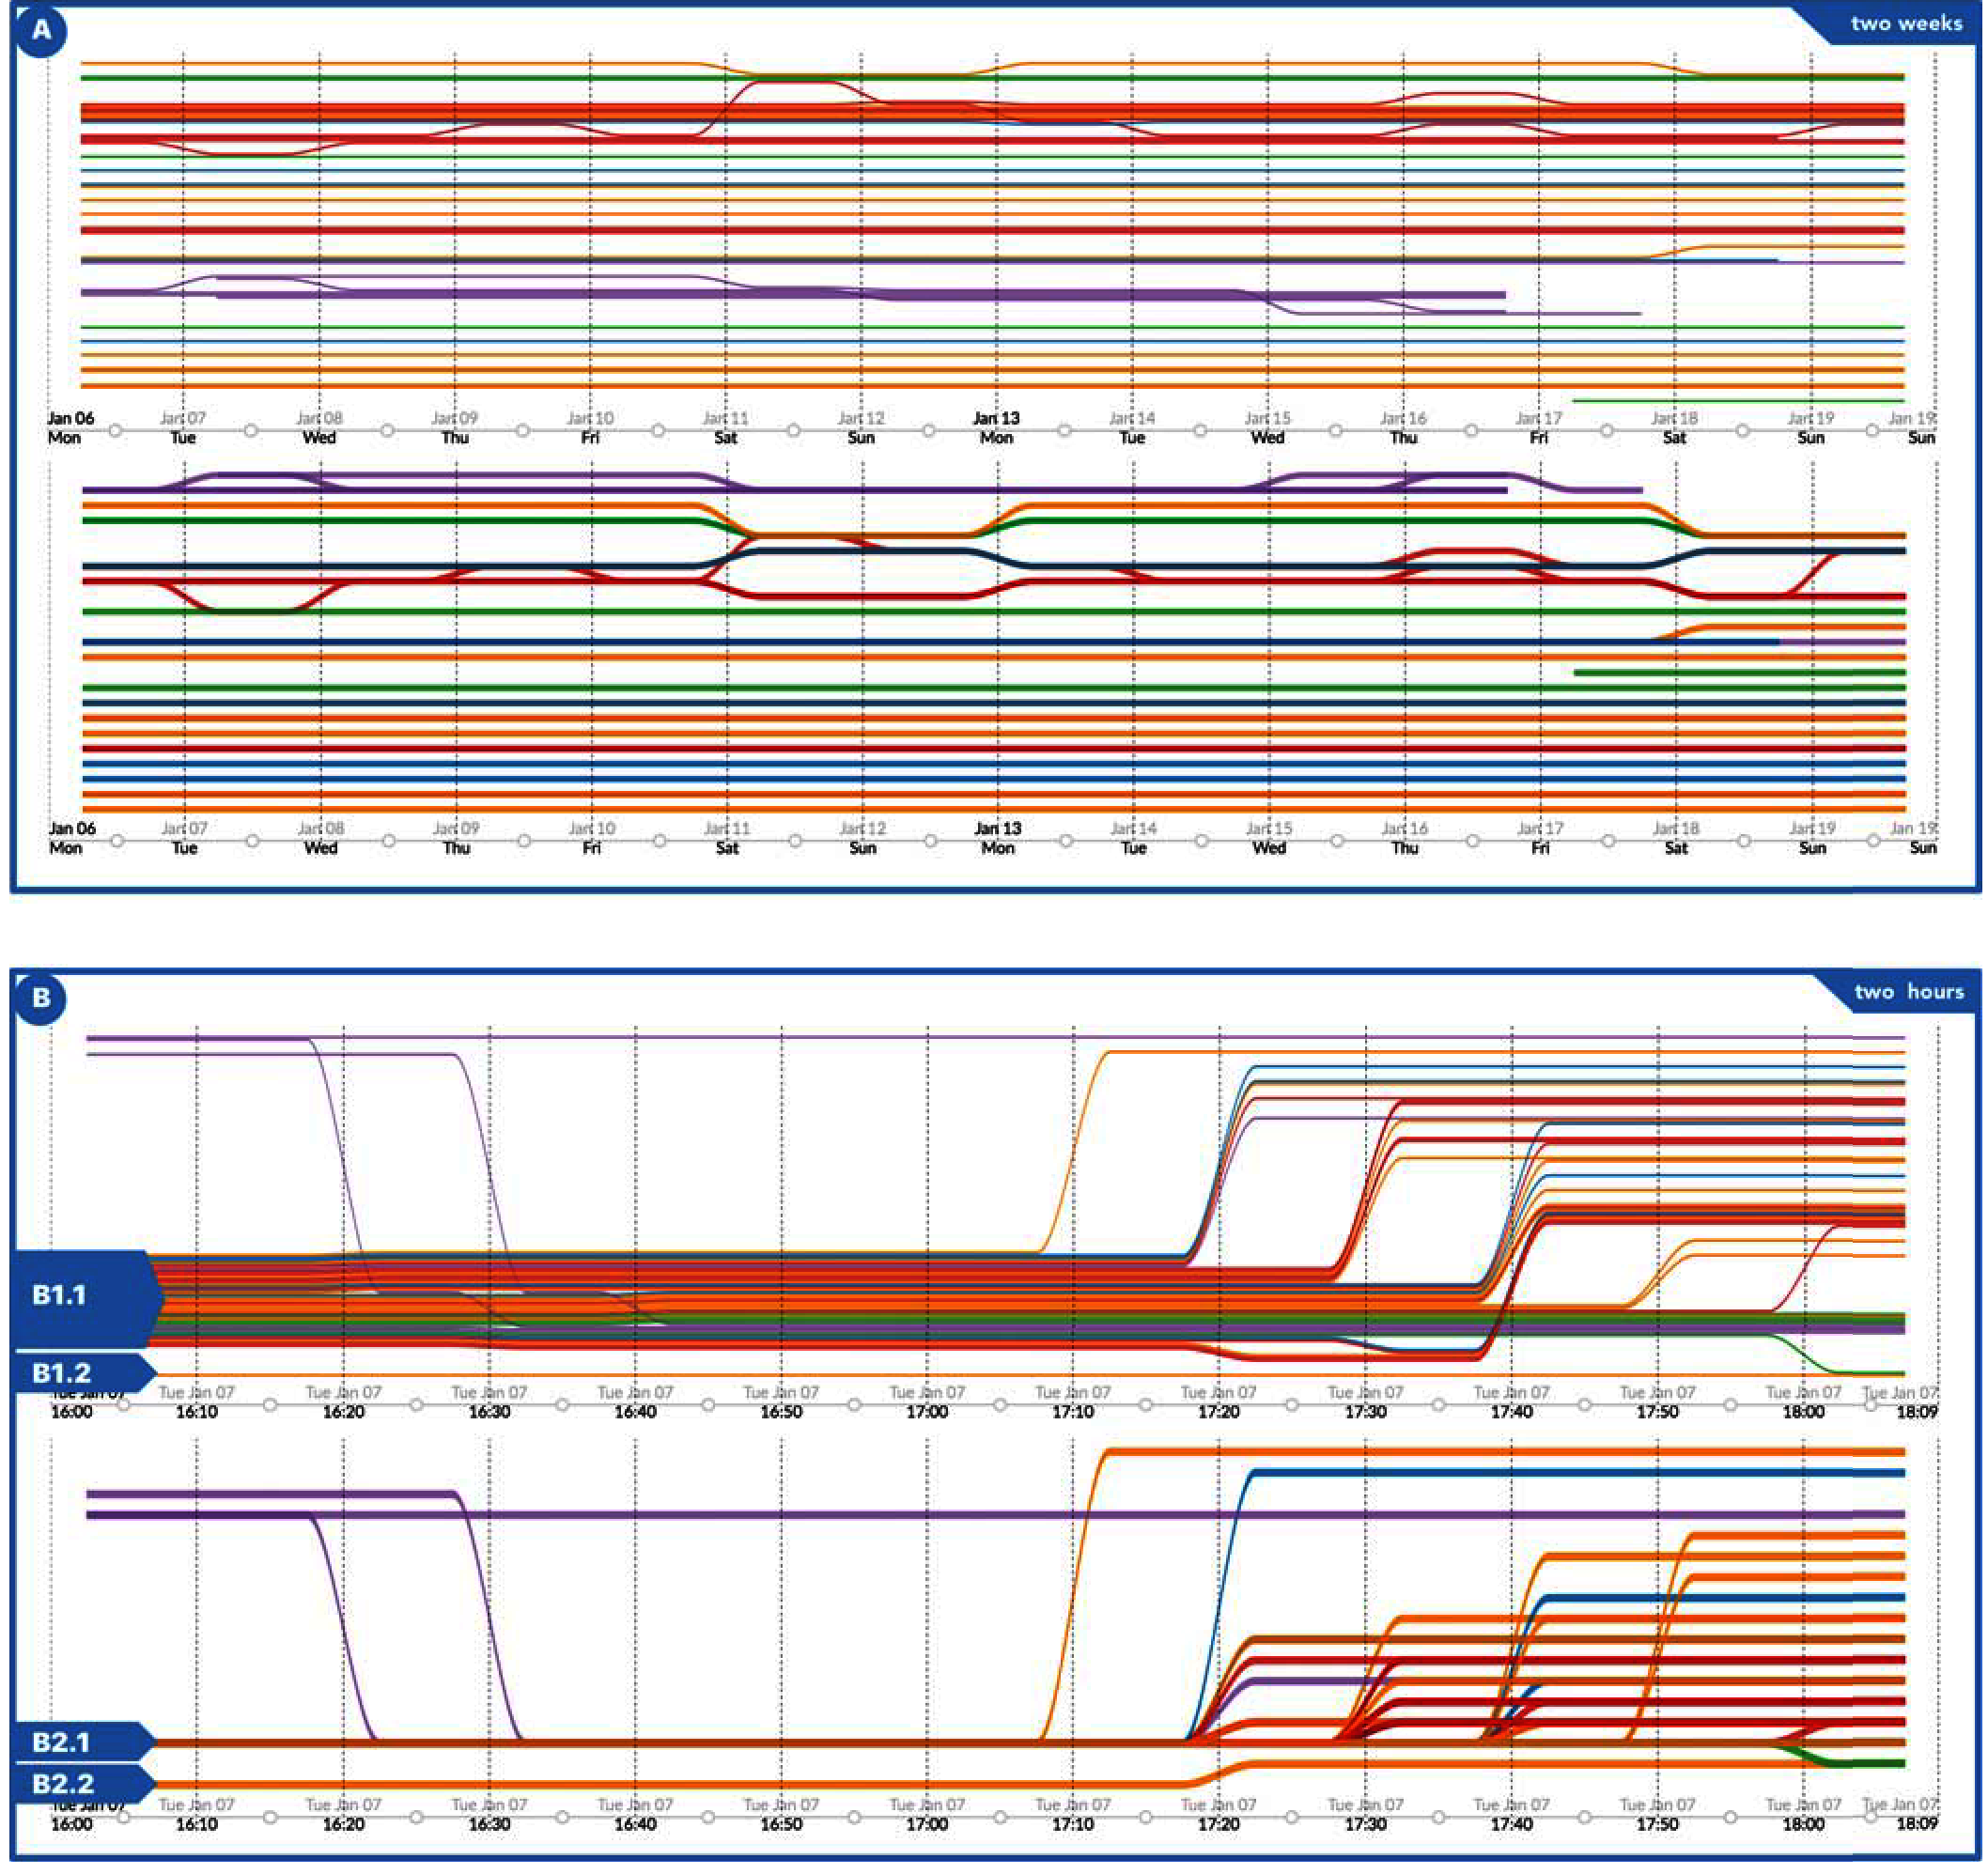 A
two weeks
Jan 06 Jan 07 Jan 08 Jan 09 Jan 10 Jan 11 Jan 12 Jan 13 Jan 14 Jan 15 Jan 16 Jan 17 Jan 18 Jan 19 Jan 19
Mon Tue Wed Thu Fri Sat Sun Mon Tue Wed Thu Fri Sat Sun Sun
Jan 06 Jan 07 Jan 08 Jan 09 Jan 10 Jan 11 Jan 12 Jan 13 Jan 14 Jan 15 Jan 16 Jan 17 Jan 18 Jan 19 Jan 19
Mon Tue Wed Thu Fri Sat Sun Mon Tue Wed Thu Fri Sat Sun Sun
B
two hours
B1.1
B1.2
Tue Jan 07 Tue Jan 07 Tue Jan 07 Tue Jan 07 Tue Jan 07 Tue Jan 07 Tue Jan 07 Tue Jan 07 Tue Jan 07 Tue Jan 07 Tue Jan 07 Tue Jan 07 Tue Jan 07 Tue Jan 07
16:00 16:10 16:20 16:30 16:40 16:50 17:00 17:10 17:20 17:30 17:40 17:50 18:00 18:09
B2.1
B2.2
Tue Jan 07 Tue Jan 07 Tue Jan 07 Tue Jan 07 Tue Jan 07 Tue Jan 07 Tue Jan 07 Tue Jan 07 Tue Jan 07 Tue Jan 07 Tue Jan 07 Tue Jan 07 Tue Jan 07 Tue Jan 07
16:00 16:10 16:20 16:30 16:40 16:50 17:00 17:10 17:20 17:30 17:40 17:50 18:00 18:09